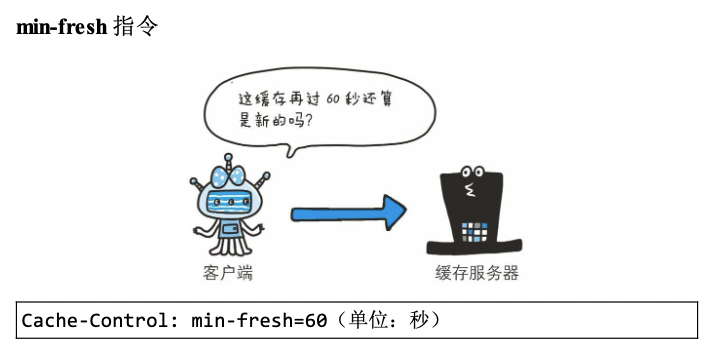 min-fresh 指令
这缓存再过 60 秒还算
是新的吗?
客户端
缓存服务器
Cache-Control: min-fresh=60（单位：秒）